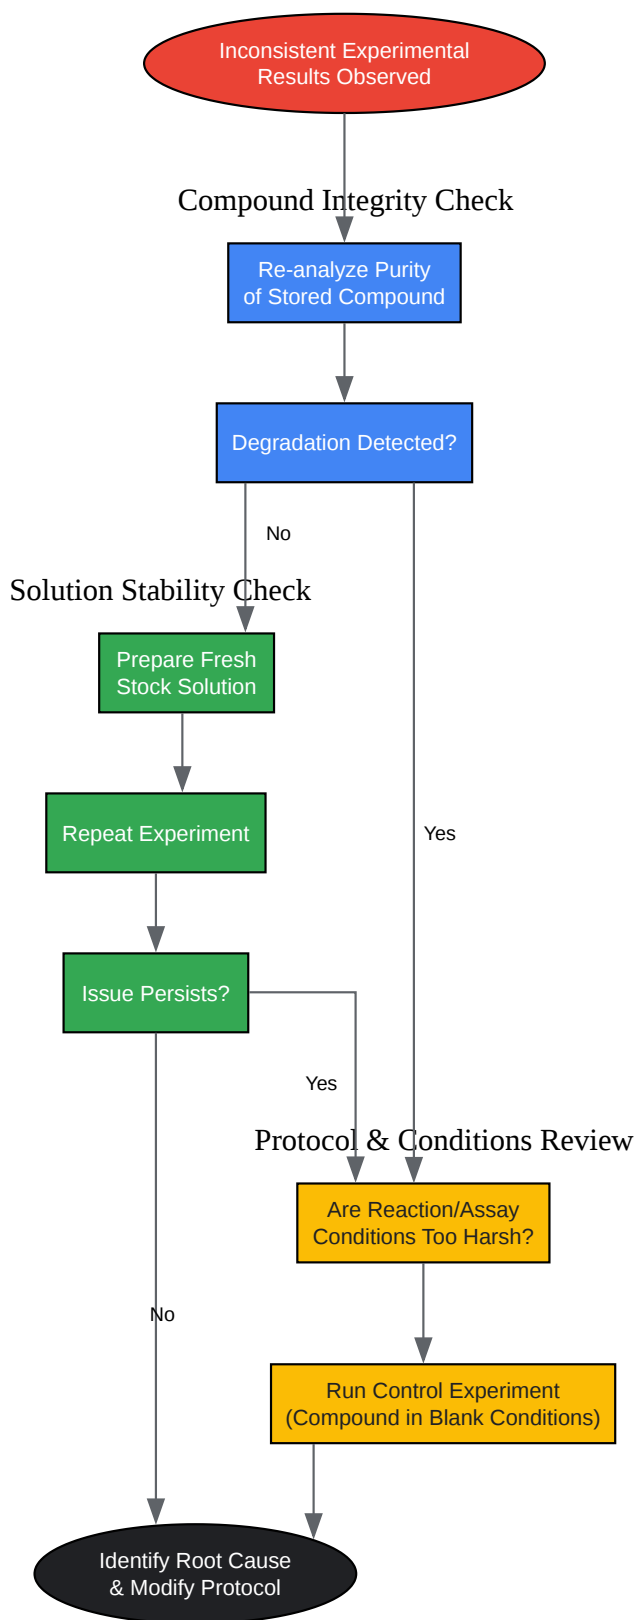 Inconsistent Experimental
Results Observed
Compound Integrity Check
Re-analyze Purity
of Stored Compound
Degradation Detected?
No
Solution Stability Check
Prepare Fresh
Stock Solution
Repeat Experiment
Yes
Issue Persists?
Yes
Protocol & Conditions Review
Are Reaction/Assay
Conditions Too Harsh?
No
Run Control Experiment
(Compound in Blank Conditions)
Identify Root Cause
& Modify Protocol